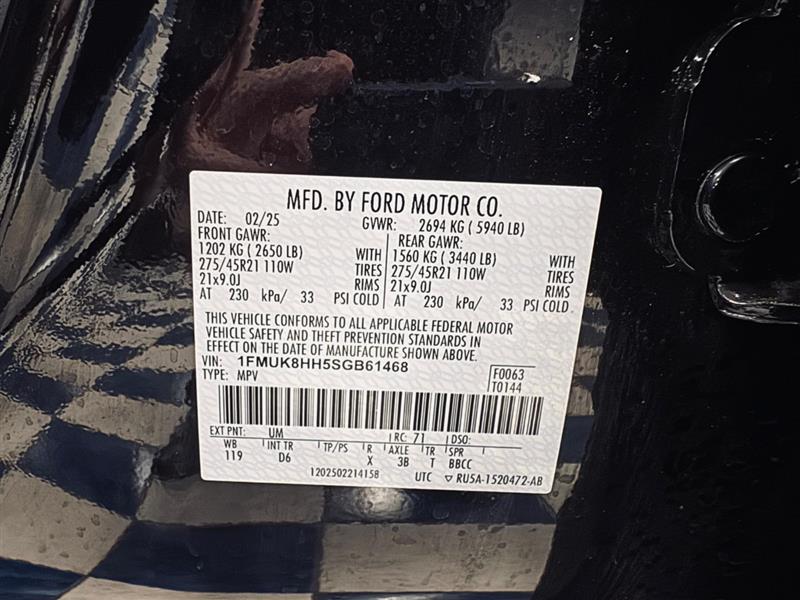 MFD. BY FORD MOTOR CO.
DATE: 02/25 GVWR: 2694 KG ( 5940 LB)
FRONT GAWR: REAR GAWR:
1202 KG ( 2650 LB) WITH 1560 KG ( 3440 LB) WITH
275/45R21 110W TIRES 275/45R21 110W TIRES
21x9.0J RIMS 21x9.0J RIMS
AT 230 kPa/ 33 PSI COLD AT 230 kPa/ 33 PSI COLD
THIS VEHICLE CONFORMS TO ALL APPLICABLE FEDERAL MOTOR
VEHICLE SAFETY AND THEFT PREVENTION STANDARDS IN
EFFECT ON THE DATE OF MANUFACTURE SHOWN ABOVE.
VIN: 1FMUK8HH5SGB61468 F0063
TYPE: MPV T0144
EXT PNT: UM RC: 71 DSO:
WB INT TR TP/PS R AXLE TR SPR
119 D6 X 3B T BBCC
1202502214158 UTC ▽ RU5A-1520472-AB